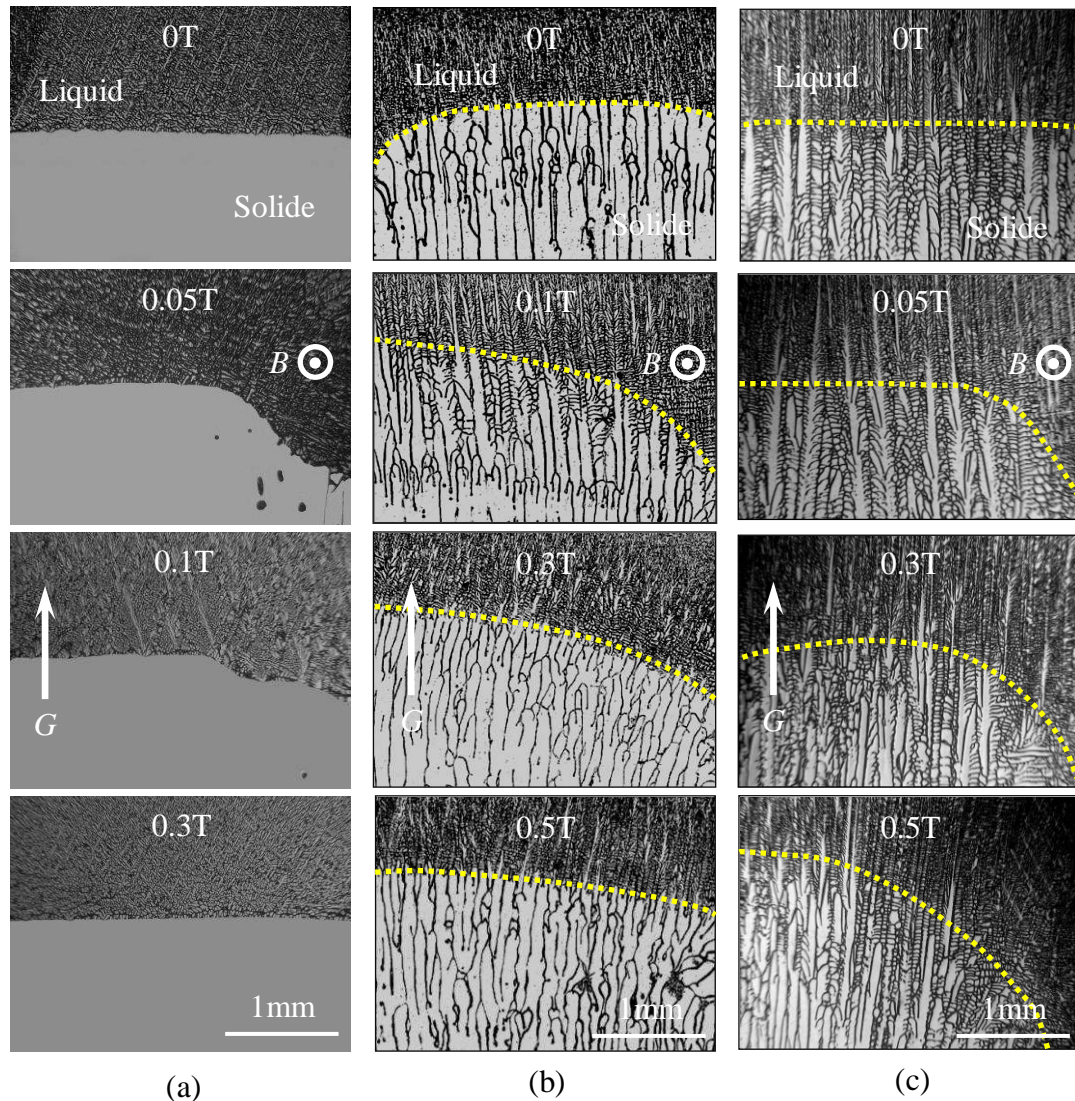 0T
Liquid
Solide
0T
Liquid
Solide
0T
Liquid
Solide
0.05T
B
0.1T
B
0.05T
B
0.1T
G
0.3T
G
0.3T
G
0.3T
1mm
0.5T
1mm
0.5T
1mm
(a)
(b)
(c)